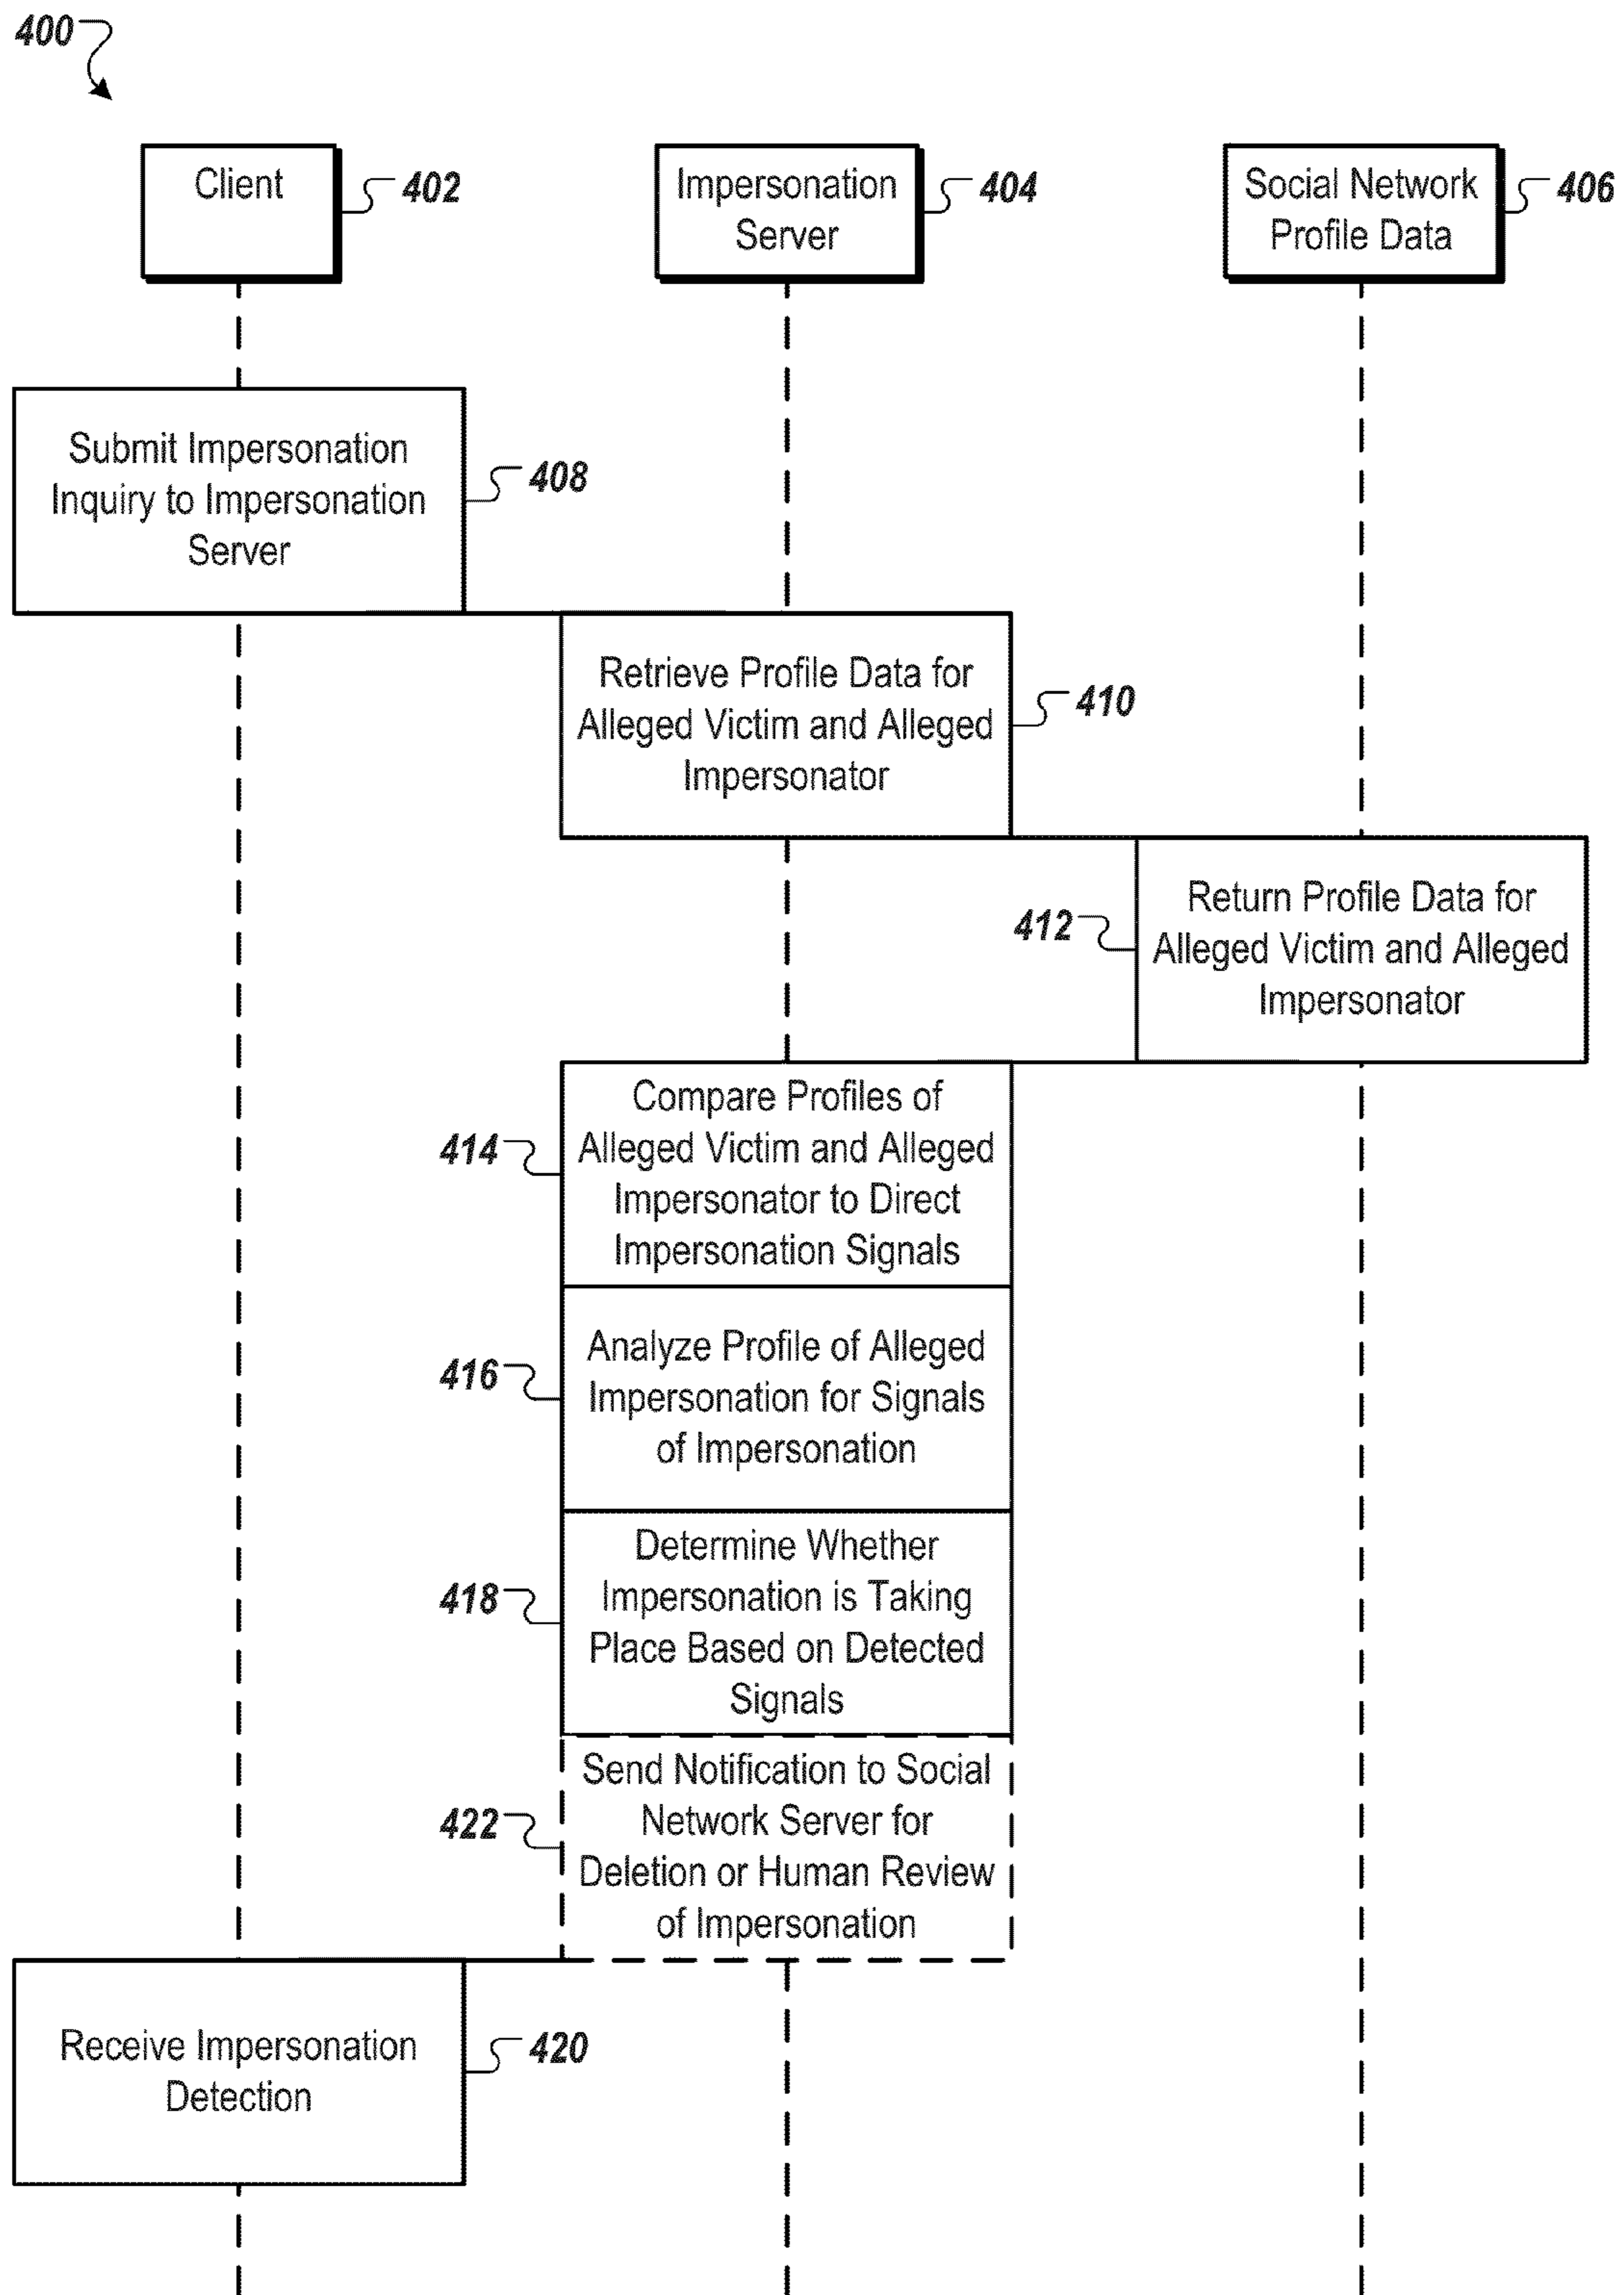 400
Client
402
Impersonation
Server
404
Social Network
Profile Data
406
Submit Impersonation
Inquiry to Impersonation
Server
408
Retrieve Profile Data for
Alleged Victim and Alleged
Impersonator
410
412
Return Profile Data for
Alleged Victim and Alleged
Impersonator
414
Compare Profiles of
Alleged Victim and Alleged
Impersonator to Direct
Impersonation Signals
416
Analyze Profile of Alleged
Impersonation for Signals
of Impersonation
418
Determine Whether
Impersonation is Taking
Place Based on Detected
Signals
422
Send Notification to Social
Network Server for
Deletion or Human Review
of Impersonation
Receive Impersonation
Detection
420